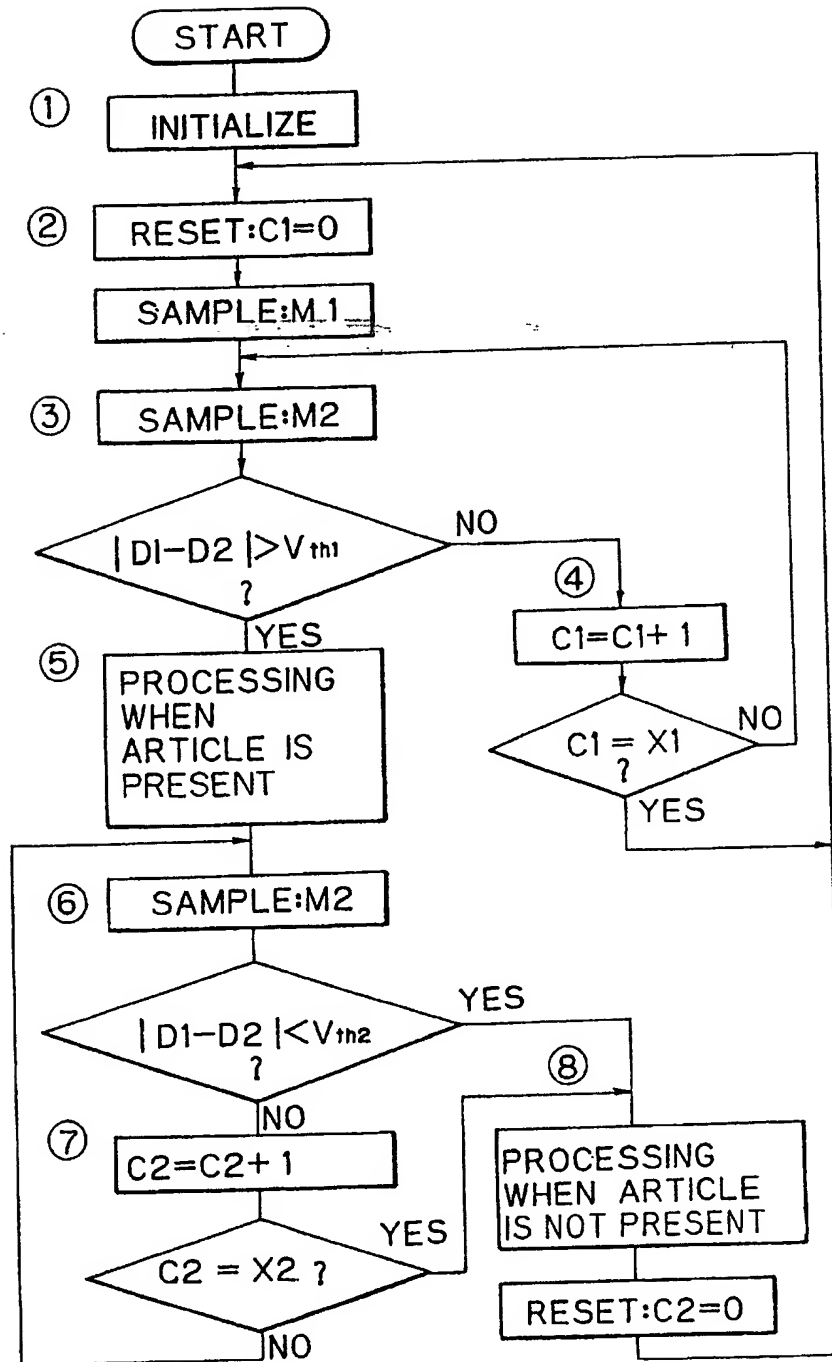 START
① INITIALIZE
② RESET:C1=0
SAMPLE:M1
③ SAMPLE:M2
|D1-D2|>Vth1
?
NO
YES
④
C1=C1+1
C1=X1
?
NO
YES
⑤ PROCESSING
WHEN
ARTICLE IS
PRESENT
⑥ SAMPLE:M2
|D1-D2|<Vth2
?
YES
NO
⑦ C2=C2+1
C2=X2 ?
YES
NO
⑧
PROCESSING
WHEN ARTICLE
IS NOT PRESENT
RESET:C2=0